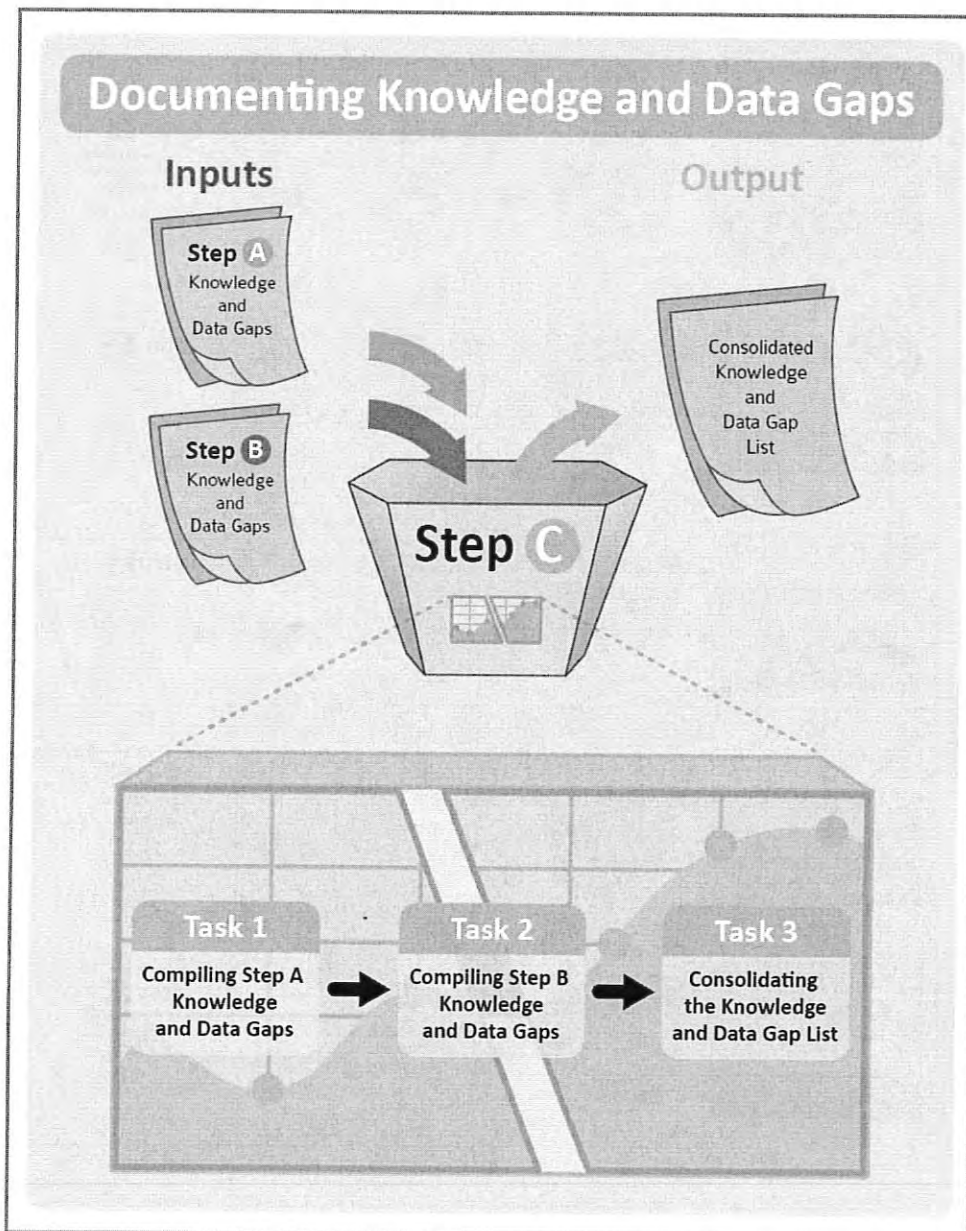 Documenting Knowledge and Data Gaps
Inputs
Output
Step A
Knowledge
and
Data Gaps
Step B
Knowledge
and
Data Gaps
Consolidated
Knowledge
and
Data Gap
List
Step C
Task 1
Compiling Step A
Knowledge
and Data Gaps
Task 2
Compiling Step B
Knowledge
and Data Gaps
Task 3
Consolidating
the Knowledge
and Data Gap List